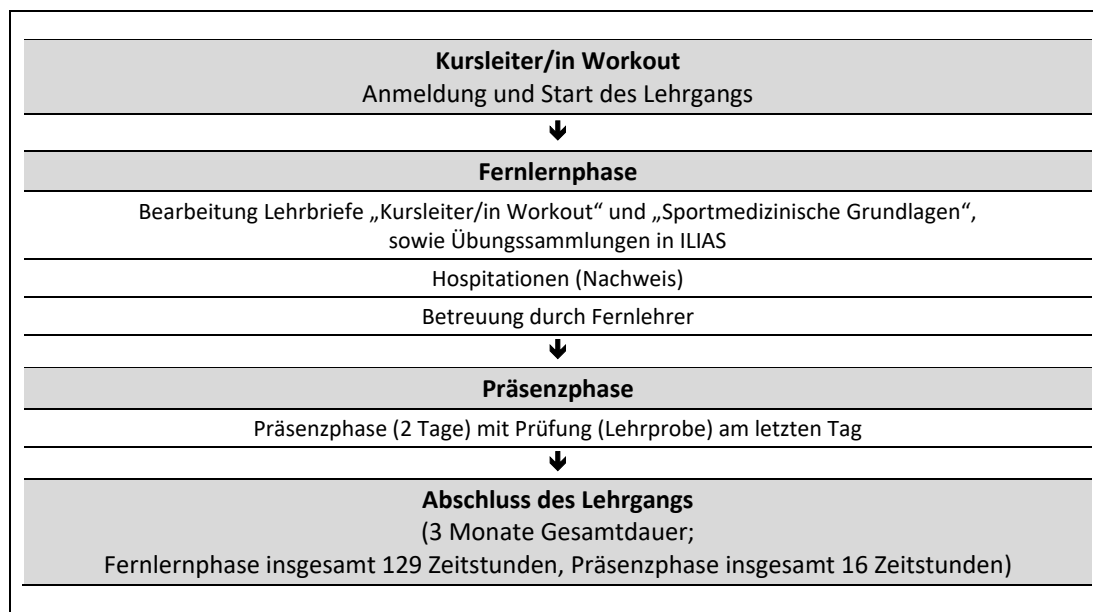 Kursleiter/in Workout
Anmeldung und Start des Lehrgangs
Fernlernphase
Bearbeitung Lehrbriefe „Kursleiter/in Workout“ und „Sportmedizinische Grundlagen“,
sowie Übungssammlungen in ILIAS
Hospitationen (Nachweis)
Betreuung durch Fernlehrer
Präsenzphase
Präsenzphase (2 Tage) mit Prüfung (Lehrprobe) am letzten Tag
Abschluss des Lehrgangs
(3 Monate Gesamtdauer;
Fernlernphase insgesamt 129 Zeitstunden, Präsenzphase insgesamt 16 Zeitstunden)